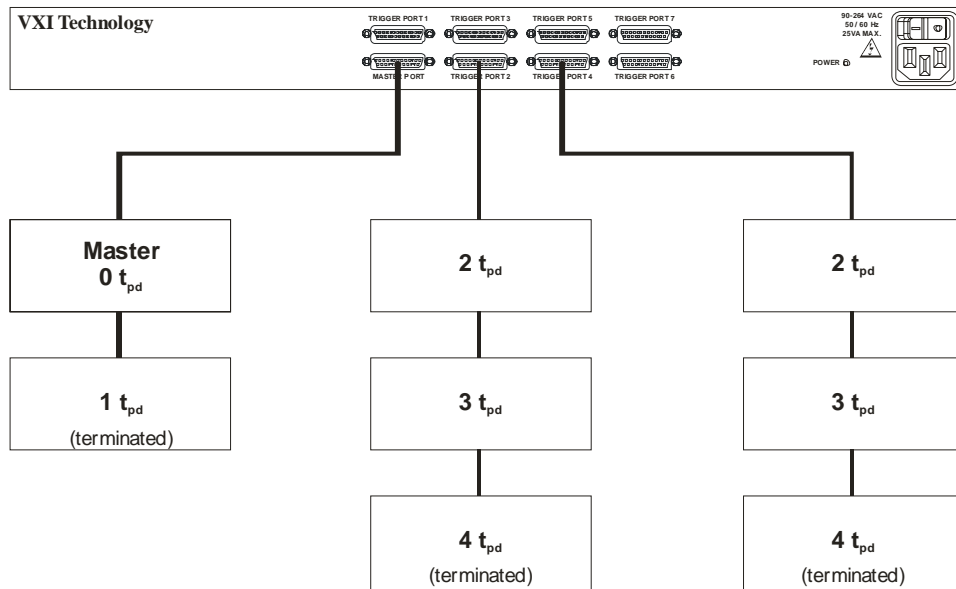 VXI Technology
TRIGGER PORT 1
TRIGGER PORT 3
TRIGGER PORT 5
TRIGGER PORT 7
90-264 VAC
50 / 60 Hz
25VA MAX.
POWER
MASTER PORT
TRIGGER PORT 2
TRIGGER PORT 4
TRIGGER PORT 6
Master
0 tpd
2 tpd
2 tpd
1 tpd
(terminated)
3 tpd
3 tpd
4 tpd
(terminated)
4 tpd
(terminated)